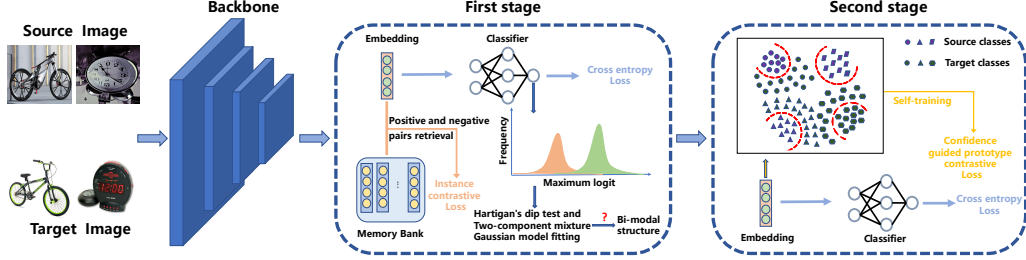 Backbone
First stage
Second stage
Source Image
Target Image
12:00
Embedding
Classifier
Cross entropy
Loss
Positive and negative
pairs retrieval
Instance
contrastive
Loss
Memory Bank
...
Frequency
Maximum logit
Hartigan's dip test and
Two-component mixture
Gaussian model fitting
?
Bi-modal
structure
Source classes
Target classes
Self-training
Confidence
guided prototype
contrastive
Loss
Embedding
Classifier
Cross entropy
Loss